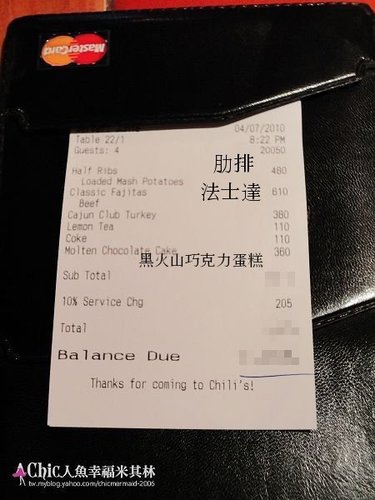 MasterCard
04/07/2010
Table 22/1 8:22 PM
Guests: 4 20050
Half Ribs 460 肋排
Loaded Mash Potatoes
Classic Fajitas 610 法士達
Beef
Cajun Club Turkey 380
Lemon Tea 110
Coke 110
Molten Chocolate Cake 360
黑火山巧克力蛋糕
Sub Total
10% Service Chg 205
Total
Balance Due
Thanks for coming to Chili's!
Chic人魚幸福米其林
tw.myblog.yahoo.com/chicmermaid-2006